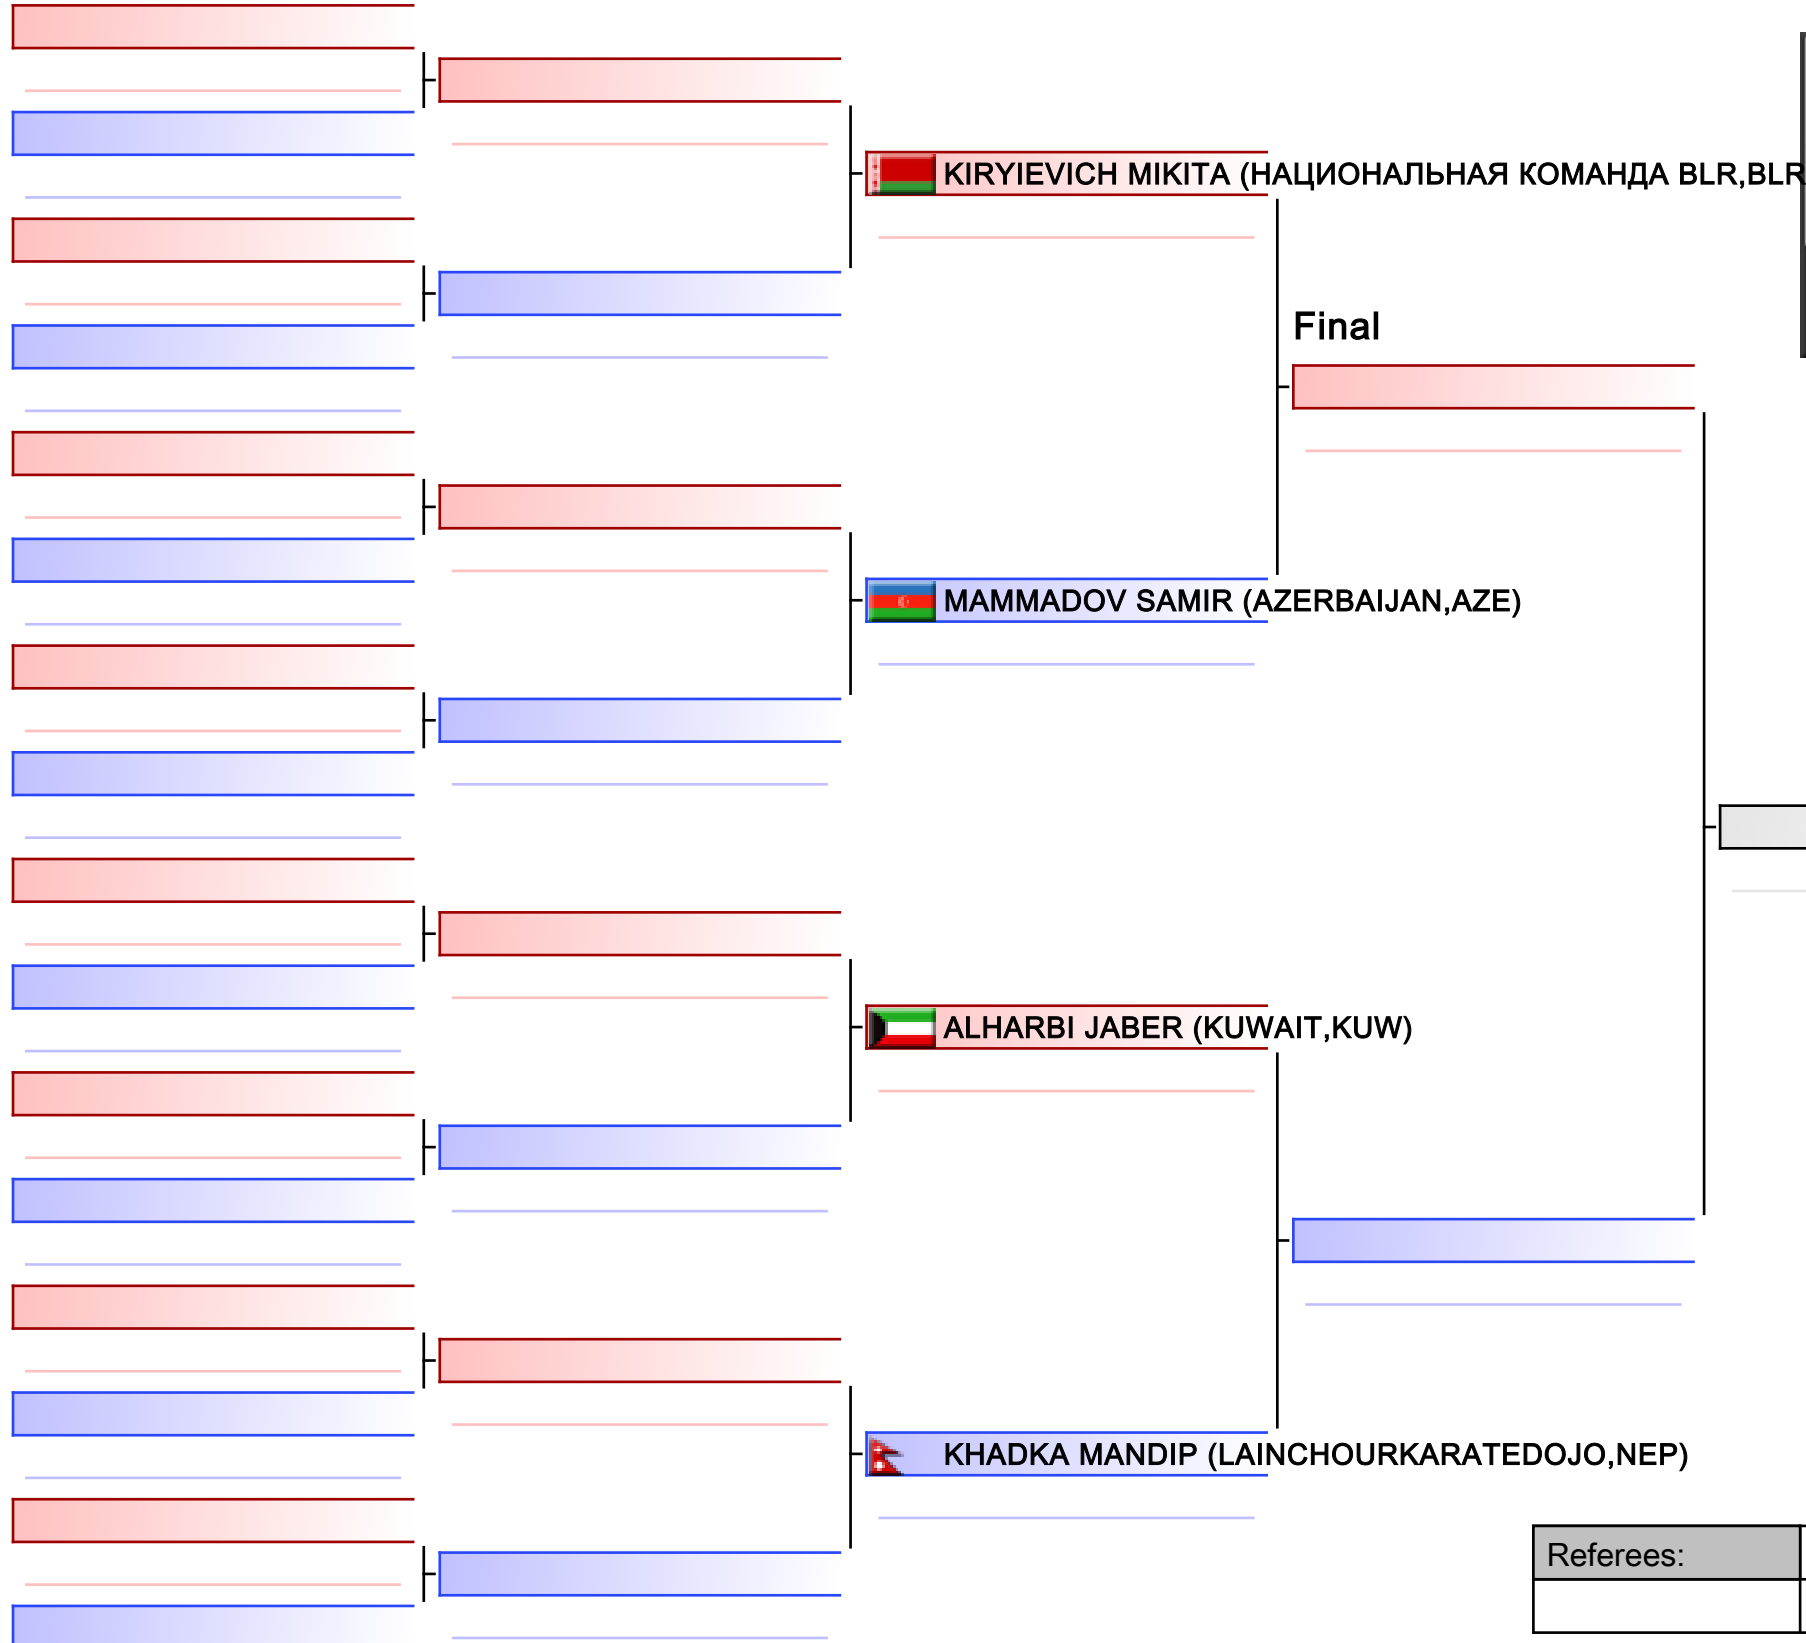 KIRYIEVICH MIKITA (НАЦИОНАЛЬНАЯ КОМАНДА BLR,BLR
Final
MAMMADOV SAMIR (AZERBAIJAN,AZE)
ALHARBI JABER (KUWAIT,KUW)
KHADKA MANDIP (LAINCHOURKARATEDOJO,NEP)
Referees: